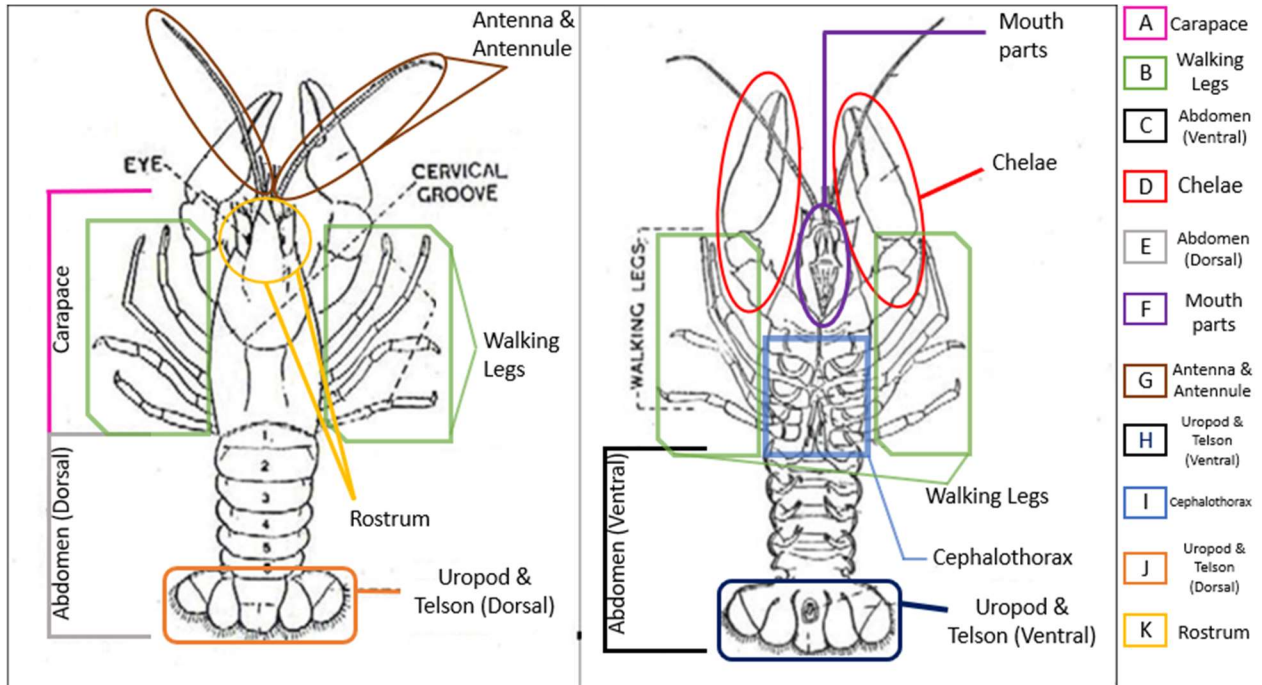 Antenna &
Antennule
EYE
CERVICAL
GROOVE
Carapace
Walking
Legs
1
2
3
4
5
6
Abdomen (Dorsal)
Rostrum
Uropod &
Telson (Dorsal)
Mouth
parts
Chelae
WALKING LEGS
Walking Legs
Cephalothorax
Abdomen (Ventral)
Uropod &
Telson (Ventral)
A Carapace
B Walking
Legs
C Abdomen
(Ventral)
D Chelae
E Abdomen
(Dorsal)
F Mouth
parts
G Antenna &
Antennule
H Uropod &
Telson
(Ventral)
I Cephalothorax
J Uropod &
Telson
(Dorsal)
K Rostrum